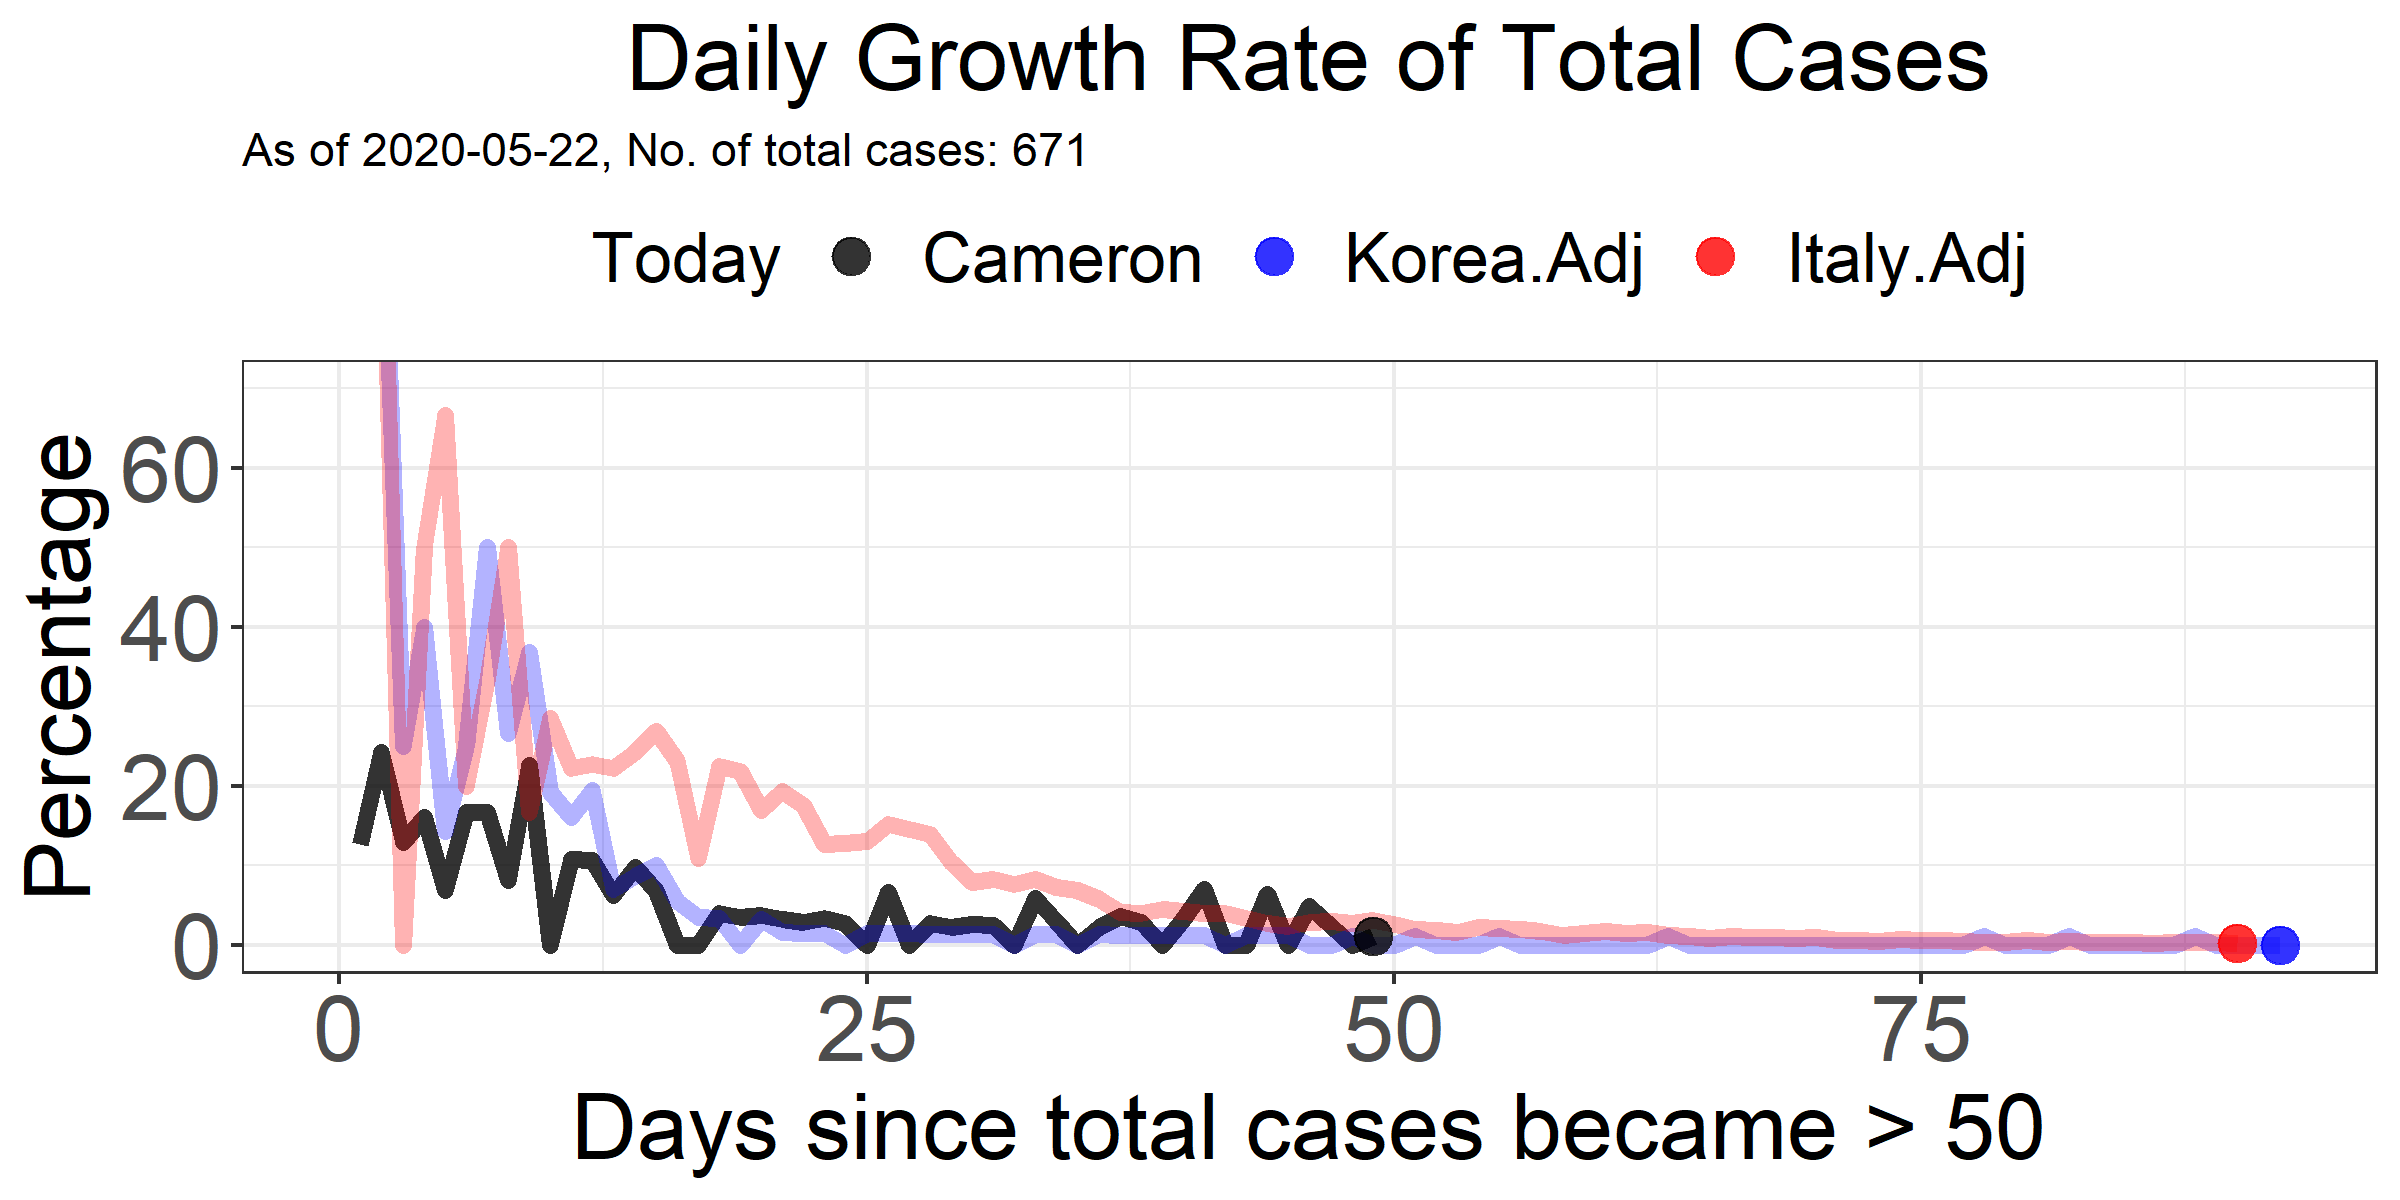 Daily Growth Rate of Total Cases
As of 2020-05-22, No. of total cases: 671
Today Cameron Korea.Adj Italy.Adj
Percentage
60
40
20
0
0 25 50 75
Days since total cases became > 50